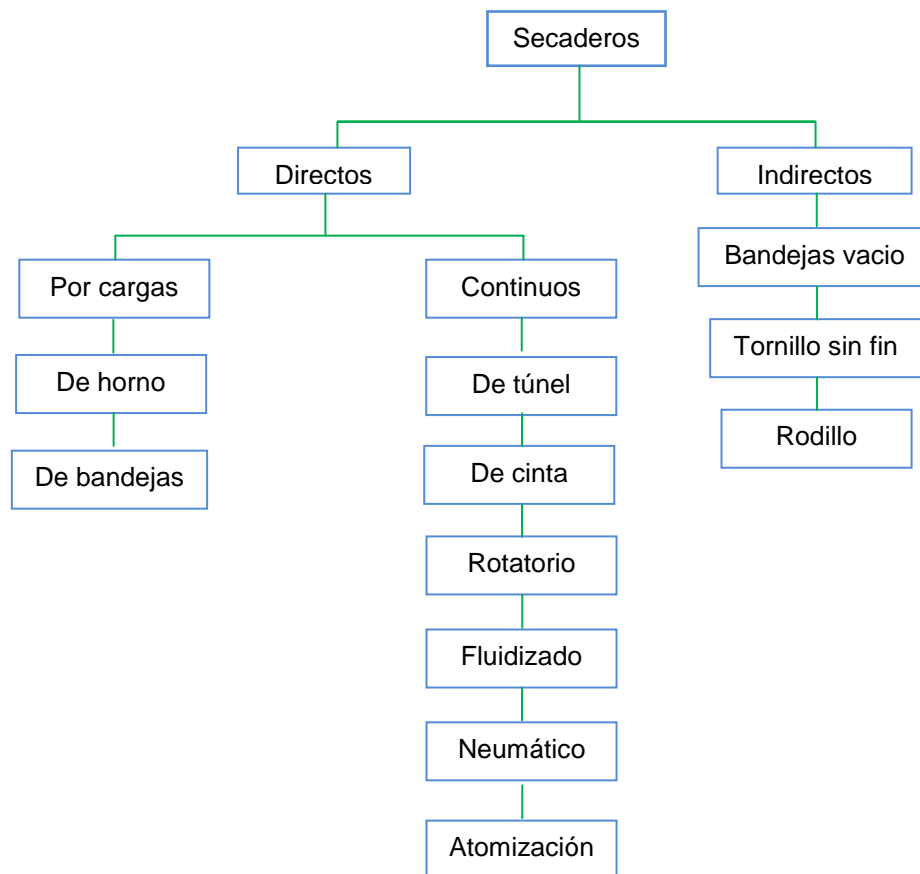 Secaderos
Directos
Indirectos
Por cargas
De horno
De bandejas
Continuos
De túnel
De cinta
Rotatorio
Fluidizado
Neumático
Atomización
Bandejas vacio
Tornillo sin fin
Rodillo